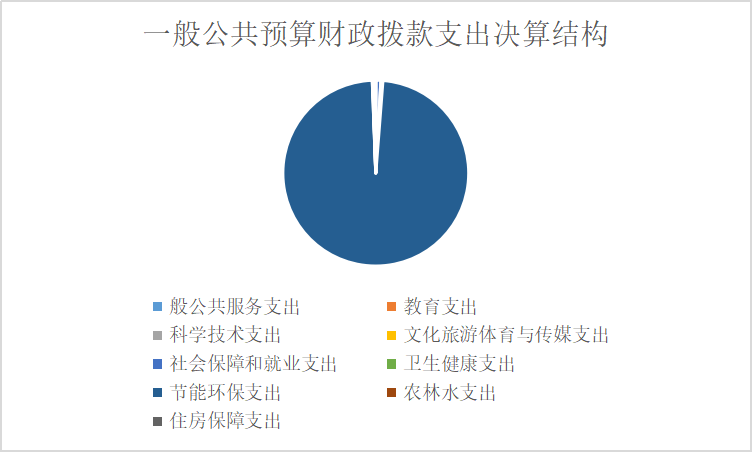 一般公共预算财政拨款支出决算结构
般公共服务支出
教育支出
科学技术支出
文化旅游体育与传媒支出
社会保障和就业支出
卫生健康支出
节能环保支出
农林水支出
住房保障支出